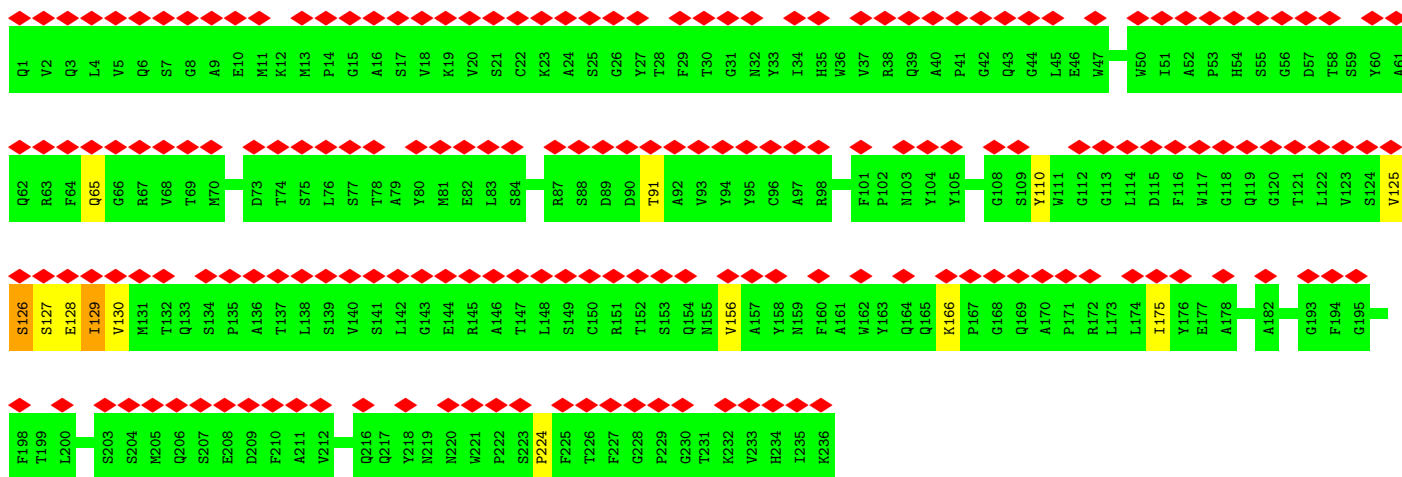 Q1 V2 Q3 L4 V5 Q6 S7 G8 A9 E10 M11 K12 M13 P14 G15 A16 S17 V18 K19 V20 S21 C22 K23 A24 S25 G26 Y27 T28 F29 T30 G31 N32 Y33 I34 H35 W36 V37 R38 Q39 A40 P41 G42 Q43 G44 L45 E46 W47 W50 I51 A52 P53 H54 S55 G56 D57 T58 S59 Y60 A61
Q62 R63 F64 Q65 G66 R67 V68 T69 M70 D73 T74 S75 L76 S77 T78 A79 Y80 M81 E82 L83 S84 R87 S88 D89 D90 T91 A92 V93 Y94 Y95 C96 A97 R98 F101 P102 N103 Y104 Y105 G108 S109 Y110 W111 G112 G113 L114 D115 F116 W117 G118 Q119 G120 T121 L122 V123 S124 V125
S126 S127 E128 I129 V130 M131 T132 Q133 S134 P135 A136 T137 L138 S139 V140 S141 L142 G143 E144 R145 A146 T147 L148 S149 C150 R151 T152 S153 Q154 N155 V156 A157 Y158 N159 F160 A161 W162 Y163 Q164 Q165 K166 P167 G168 Q169 A170 P171 R172 L173 L174 I175 Y176 E177 A178 A182 G193 F194 G195
F198 T199 L200 S203 S204 M205 Q206 S207 E208 D209 F210 A211 V212 Q216 Q217 Y218 N219 N220 W221 P222 S223 P224 F225 T226 F227 G228 P229 G230 T231 K232 V233 H234 I235 K236